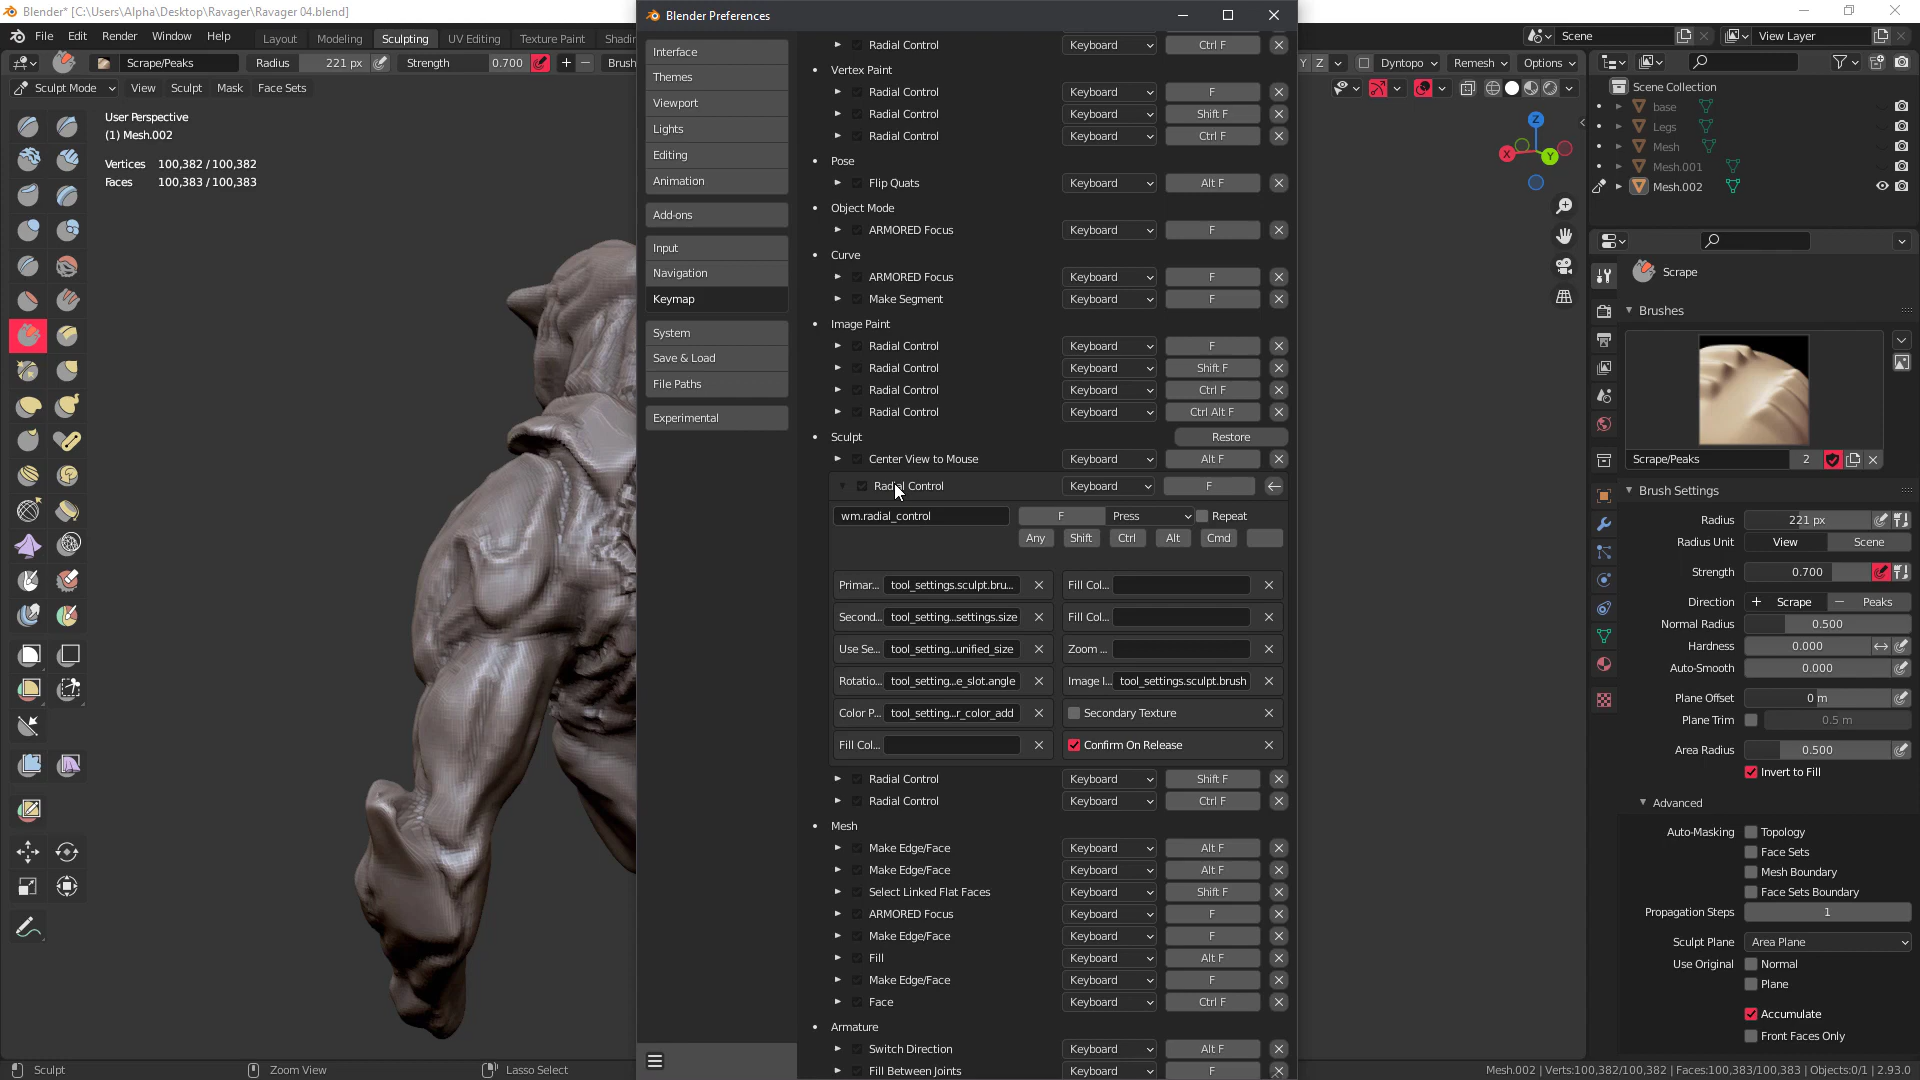 Blender* [C:\Users\Alpha\Desktop\Ravager\Ravager 04.blend]
File Edit Render Window Help Layout Modeling Sculpting UV Editing Texture Paint Shadin
Scene View Layer
Scrape/Peaks Radius 221 px Strength 0.700 Brush
Y Z Dyntopo Remesh Options
Sculpt Mode View Sculpt Mask Face Sets
User Perspective
(1) Mesh.002
Vertices 100,382 / 100,382
Faces 100,383 / 100,383
Z
X Y
Blender Preferences
Interface
Themes
Viewport
Lights
Editing
Animation
Add-ons
Input
Navigation
Keymap
System
Save & Load
File Paths
Experimental
Radial Control Keyboard Ctrl F
Vertex Paint
Radial Control Keyboard F
Radial Control Keyboard Shift F
Radial Control Keyboard Ctrl F
Pose
Flip Quats Keyboard Alt F
Object Mode
ARMORED Focus Keyboard F
Curve
ARMORED Focus Keyboard F
Make Segment Keyboard F
Image Paint
Radial Control Keyboard F
Radial Control Keyboard Shift F
Radial Control Keyboard Ctrl F
Radial Control Keyboard Ctrl Alt F
Sculpt Restore
Center View to Mouse Keyboard Alt F
Radial Control Keyboard F
wm.radial_control F Press Repeat
Any Shift Ctrl Alt Cmd
Primar... tool_settings.sculpt.bru... Fill Col...
Second... tool_setting...settings.size Fill Col...
Use Se... tool_setting...unified_size Zoom ...
Rotatio... tool_setting...e_slot.angle Image I... tool_settings.sculpt.brush
Color P... tool_setting...r_color_add Secondary Texture
Fill Col... Confirm On Release
Radial Control Keyboard Shift F
Radial Control Keyboard Ctrl F
Mesh
Make Edge/Face Keyboard Alt F
Make Edge/Face Keyboard Alt F
Select Linked Flat Faces Keyboard Shift F
ARMORED Focus Keyboard F
Make Edge/Face Keyboard F
Fill Keyboard Alt F
Make Edge/Face Keyboard F
Face Keyboard Ctrl F
Armature
Switch Direction Keyboard Alt F
Fill Between Joints Keyboard F
Scene Collection
base
Legs
Mesh
Mesh.001
Mesh.002
Scrape
Brushes
Scrape/Peaks 2
Brush Settings
Radius 221 px
Radius Unit View Scene
Strength 0.700
Direction + Scrape − Peaks
Normal Radius 0.500
Hardness 0.000
Auto-Smooth 0.000
Plane Offset 0 m
Plane Trim 0.5 m
Area Radius 0.500
Invert to Fill
Advanced
Auto-Masking Topology
Face Sets
Mesh Boundary
Face Sets Boundary
Propagation Steps 1
Sculpt Plane Area Plane
Use Original Normal
Plane
Accumulate
Front Faces Only
Sculpt Zoom View Lasso Select
Mesh.002 | Verts:100,382/100,382 | Faces:100,383/100,383 | Objects:0/1 | 2.93.0